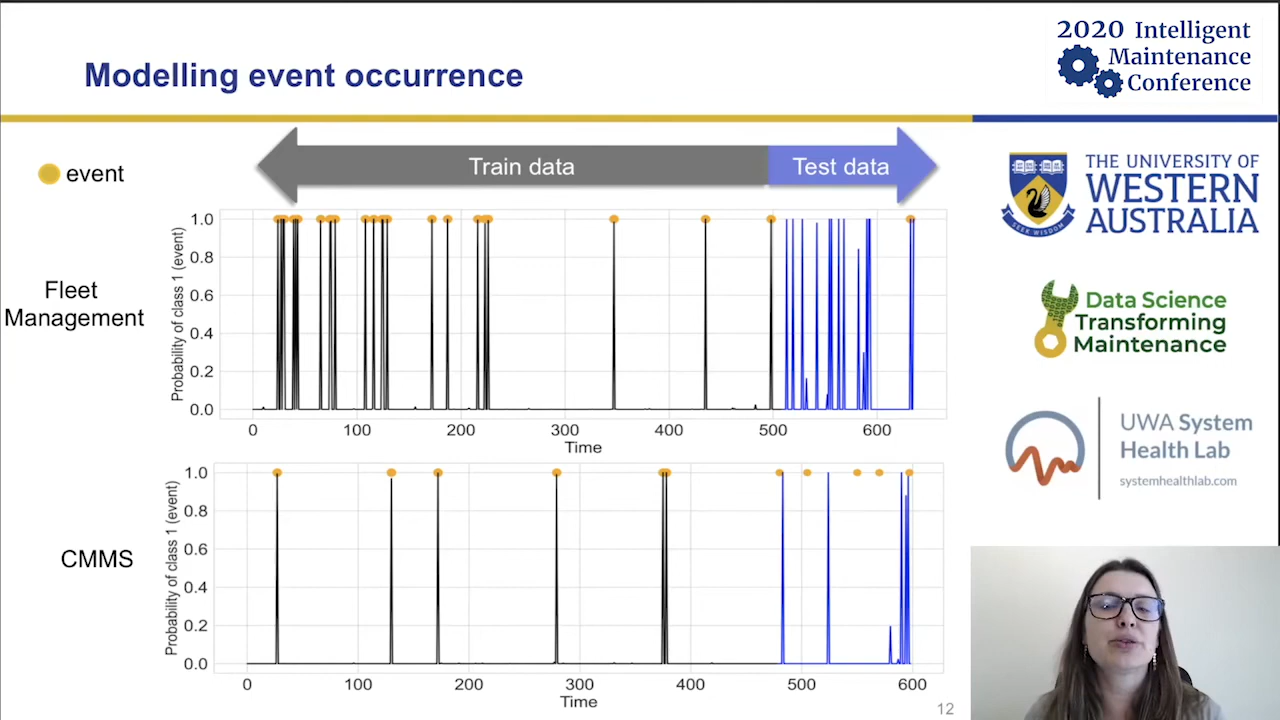 2020 Intelligent
Maintenance
Conference
Modelling event occurrence
event
Train data
Test data
THE UNIVERSITY OF
WESTERN
AUSTRALIA
SEEK WISDOM
Fleet
Management
Probability of class 1 (event)
1.0
0.8
0.6
0.4
0.2
0.0
0 100 200 300 400 500 600
Time
Data Science
Transforming
Maintenance
UWA System
Health Lab
systemhealthlab.com
CMMS
Probability of class 1 (event)
1.0
0.8
0.6
0.4
0.2
0.0
0 100 200 300 400 500 600
Time
12